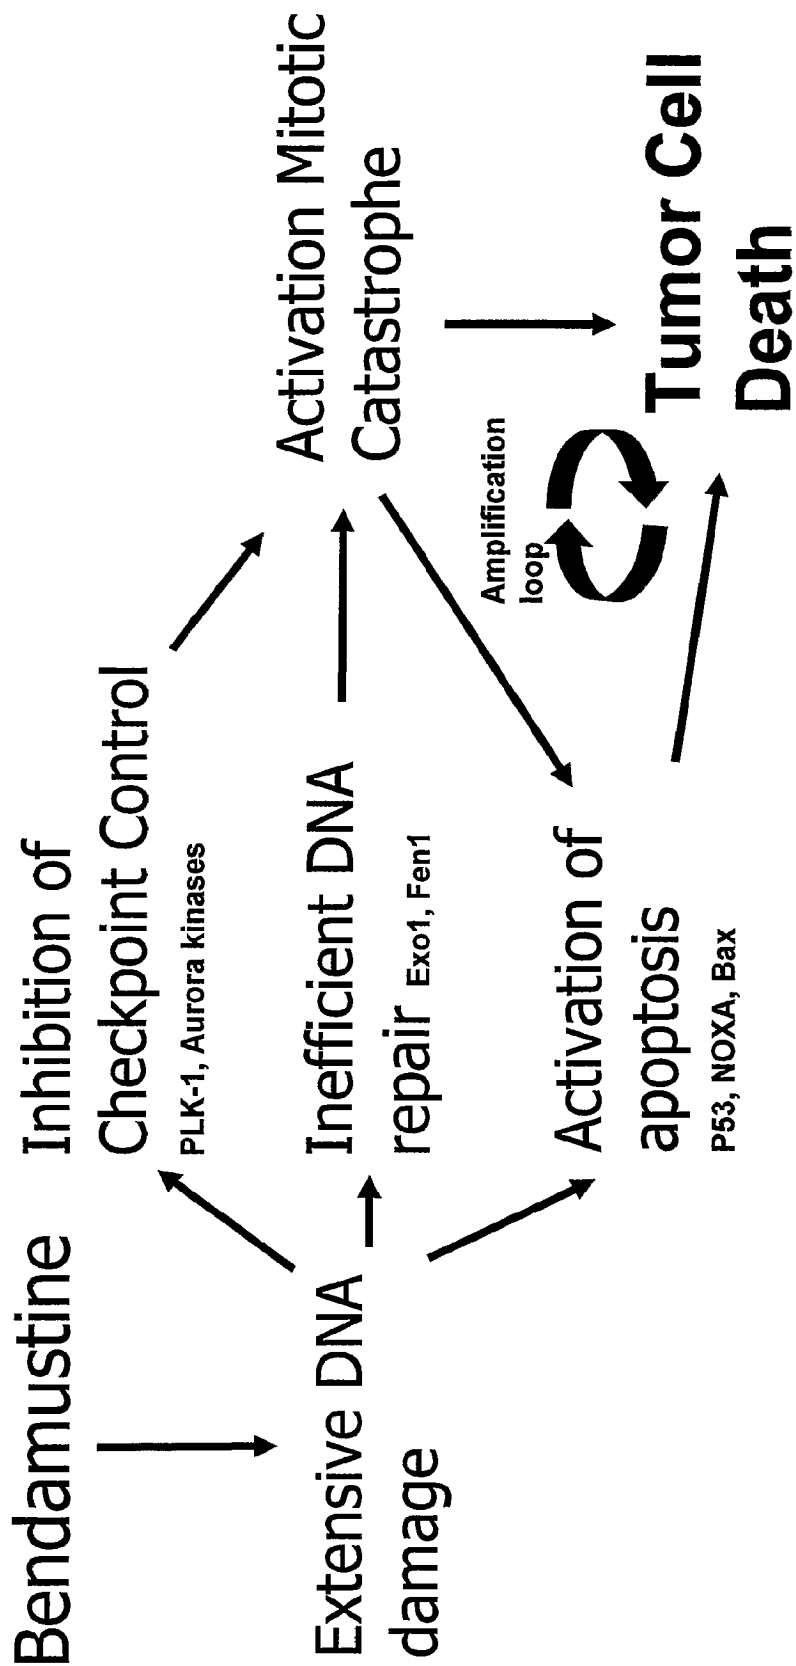 Bendamustine
Extensive DNA
damage
Inhibition of
Checkpoint Control
PLK-1, Aurora kinases
Inefficient DNA
repair Exo1, Fen1
Activation of
apoptosis
P53, NOXA, Bax
Activation Mitotic
Catastrophe
Amplification
loop
Tumor Cell
Death